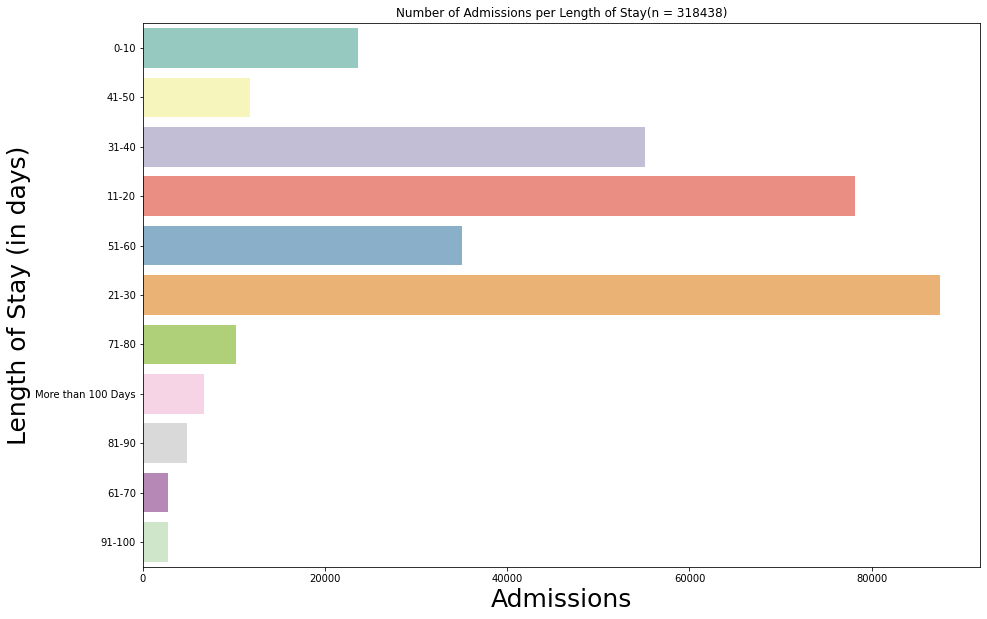 Number of Admissions per Length of Stay(n = 318438)
Length of Stay (in days)
0-10
41-50
31-40
11-20
51-60
21-30
71-80
More than 100 Days
81-90
61-70
91-100
0 20000 40000 60000 80000
Admissions